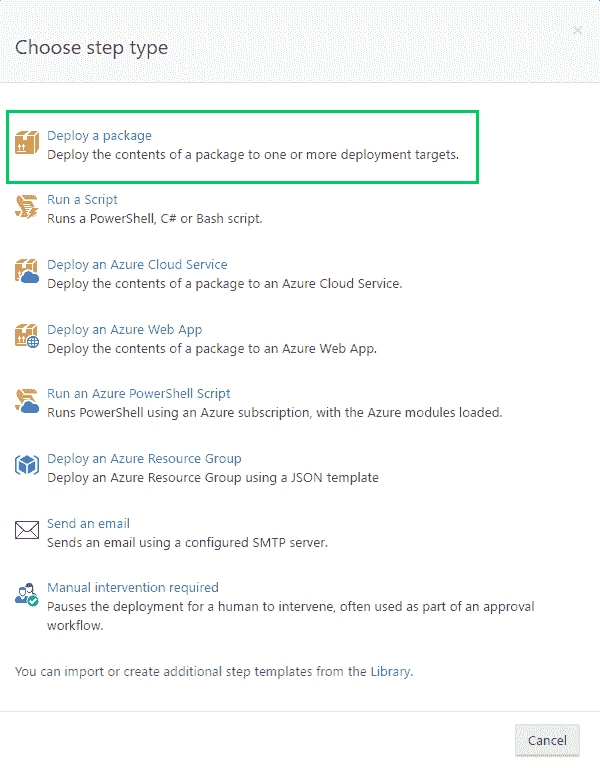 Choose step type
×
Deploy a package
Deploy the contents of a package to one or more deployment targets.
Run a Script
Runs a PowerShell, C# or Bash script.
Deploy an Azure Cloud Service
Deploy the contents of a package to an Azure Cloud Service.
Deploy an Azure Web App
Deploy the contents of a package to an Azure Web App.
Run an Azure PowerShell Script
Runs PowerShell using an Azure subscription, with the Azure modules loaded.
Deploy an Azure Resource Group
Deploy an Azure Resource Group using a JSON template
Send an email
Sends an email using a configured SMTP server.
Manual intervention required
Pauses the deployment for a human to intervene, often used as part of an approval
workflow.
You can import or create additional step templates from the Library.
Cancel